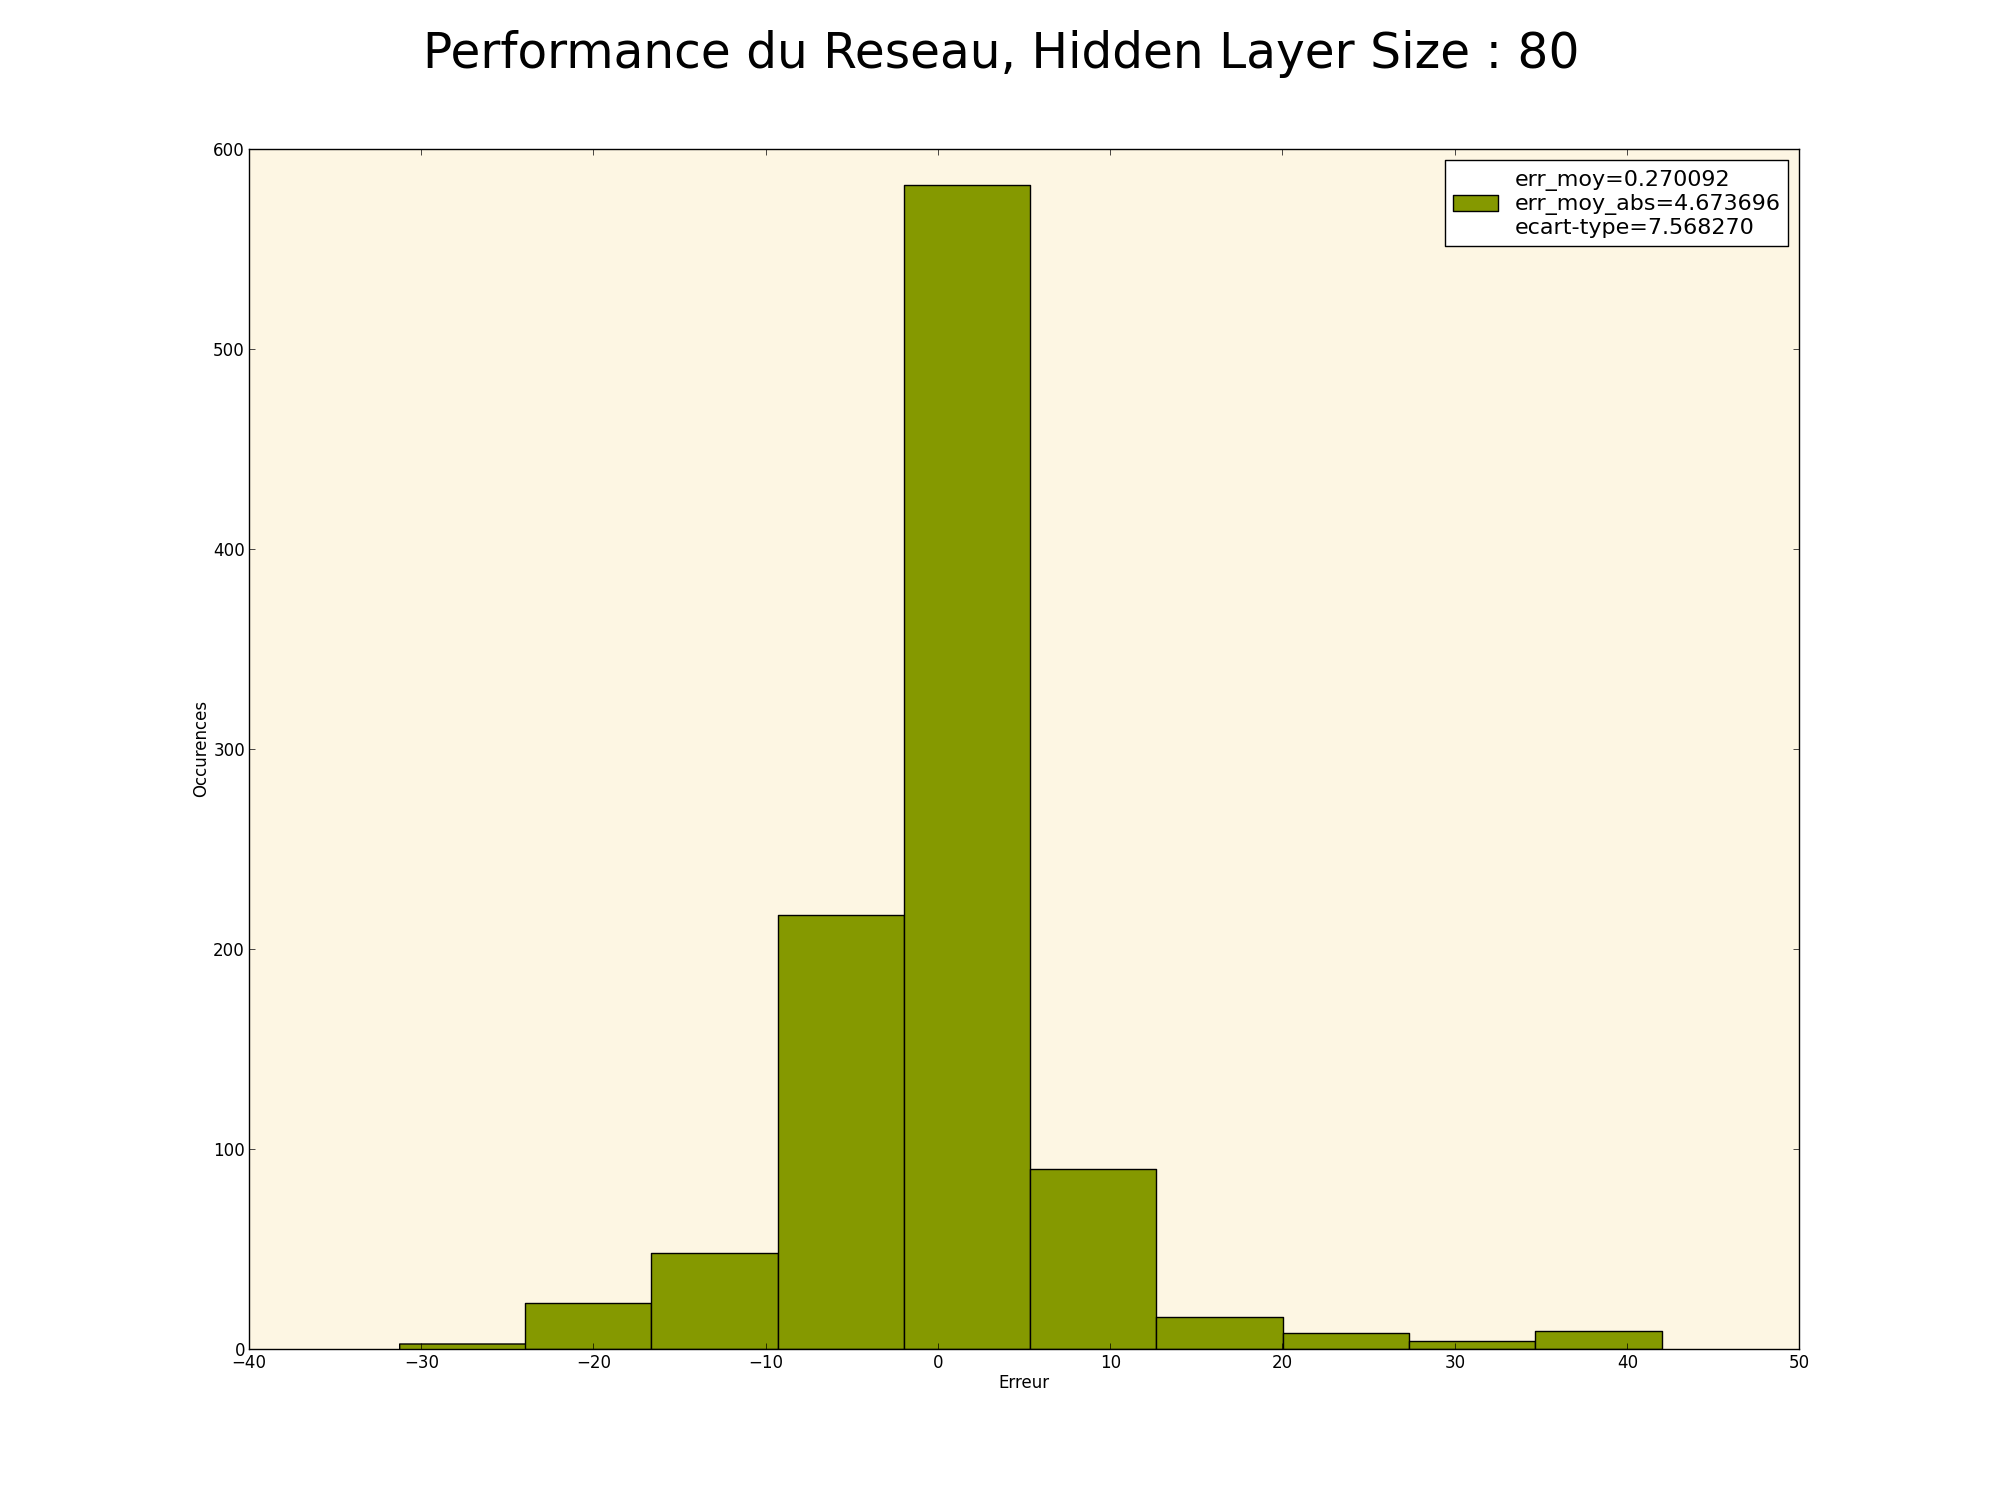 Performance du Reseau, Hidden Layer Size : 80
err_moy=0.270092
err_moy_abs=4.673696
ecart-type=7.568270
600
500
400
300
200
100
0
Occurences
−40 −30 −20 −10 0 10 20 30 40 50
Erreur